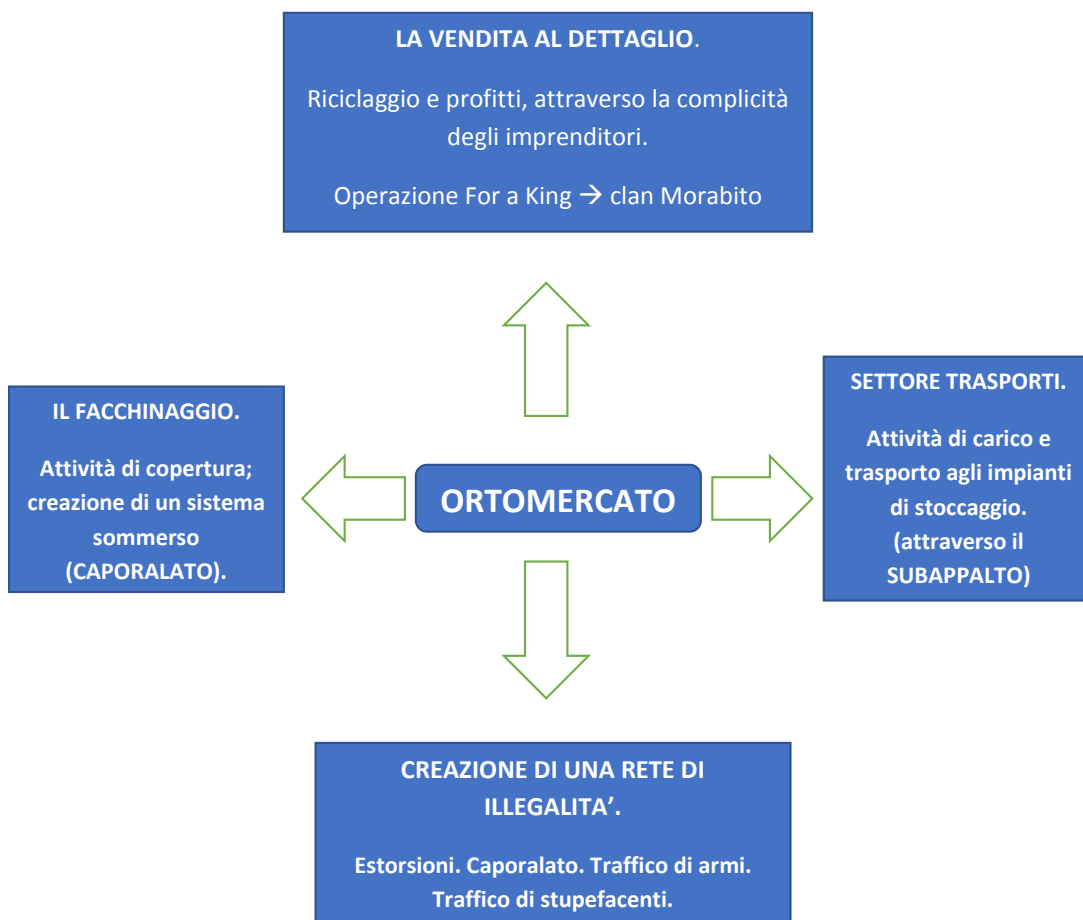 LA VENDITA AL DETTAGLIO.
Riciclaggio e profitti, attraverso la complicità
degli imprenditori.
Operazione For a King → clan Morabito
IL FACCHINAGGIO.
Attività di copertura;
creazione di un sistema
sommerso
(CAPORALATO).
ORTOMERCATO
SETTORE TRASPORTI.
Attività di carico e
trasporto agli impianti
di stoccaggio.
(attraverso il
SUBAPPALTO)
CREAZIONE DI UNA RETE DI
ILLEGALITA’.
Estorsioni. Caporalato. Traffico di armi.
Traffico di stupefacenti.